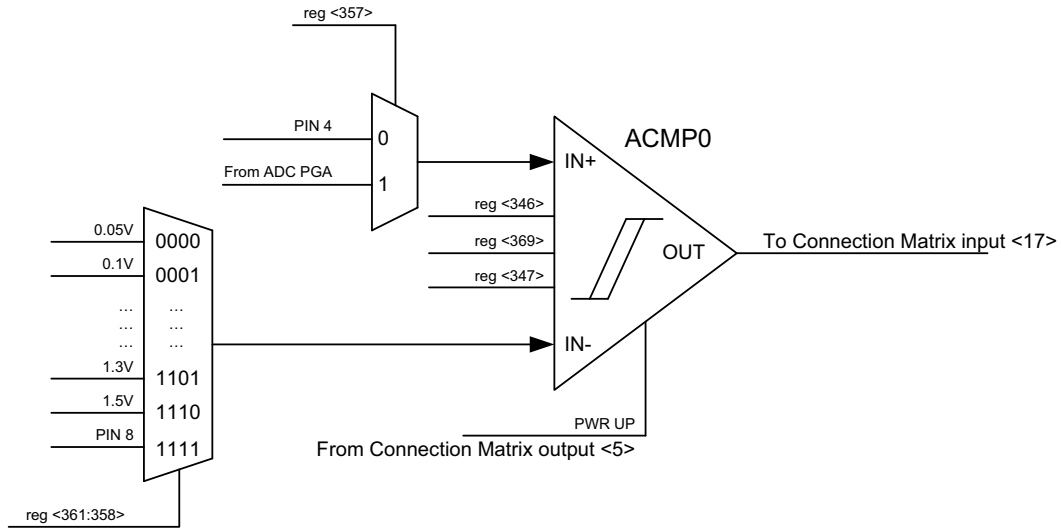 reg <357>
PIN 4
0
From ADC PGA
1
ACMP0
IN+
reg <346>
reg <369>
reg <347>
OUT
To Connection Matrix input <17>
0.05V
0000
0.1V
0001
... ...
... ...
... ...
1.3V
1101
1.5V
1110
PIN 8
1111
IN-
PWR UP
From Connection Matrix output <5>
reg <361:358>